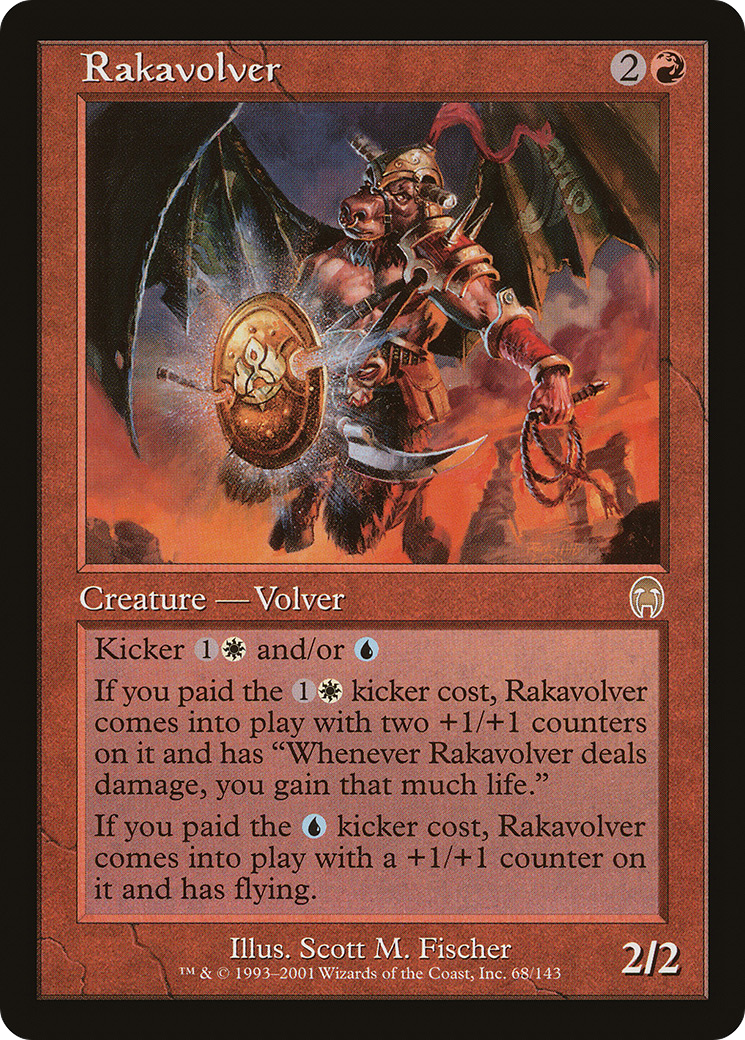 Rakavolver 2
Creature — Volver
Kicker 1 and/or
If you paid the 1 kicker cost, Rakavolver
comes into play with two +1/+1 counters
on it and has “Whenever Rakavolver deals
damage, you gain that much life.”
If you paid the kicker cost, Rakavolver
comes into play with a +1/+1 counter on
it and has flying.
Illus. Scott M. Fischer
™ & © 1993–2001 Wizards of the Coast, Inc. 68/143
2/2